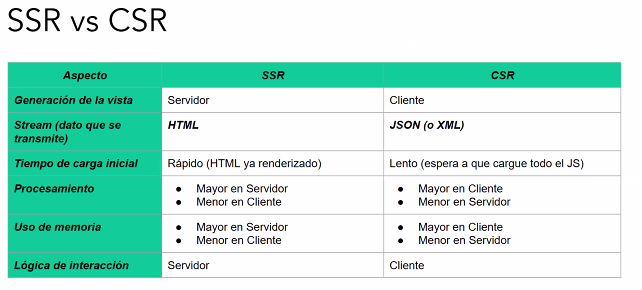 SSR vs CSR
Aspecto SSR CSR
Generación de la vista Servidor Cliente
Stream (dato que se transmite) HTML JSON (o XML)
Tiempo de carga inicial Rápido (HTML ya renderizado) Lento (espera a que cargue todo el JS)
Procesamiento
● Mayor en Servidor
● Menor en Cliente
● Mayor en Cliente
● Menor en Servidor
Uso de memoria
● Mayor en Servidor
● Menor en Cliente
● Mayor en Cliente
● Menor en Servidor
Lógica de interacción Servidor Cliente